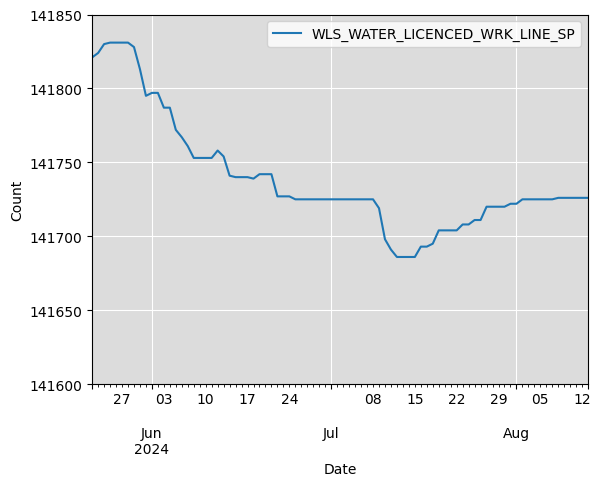 WLS_WATER_LICENCED_WRK_LINE_SP
141850
141800
141750
141700
141650
141600
Count
27 03 10 17 24 08 15 22 29 05 12
Jun Jul Aug
2024
Date